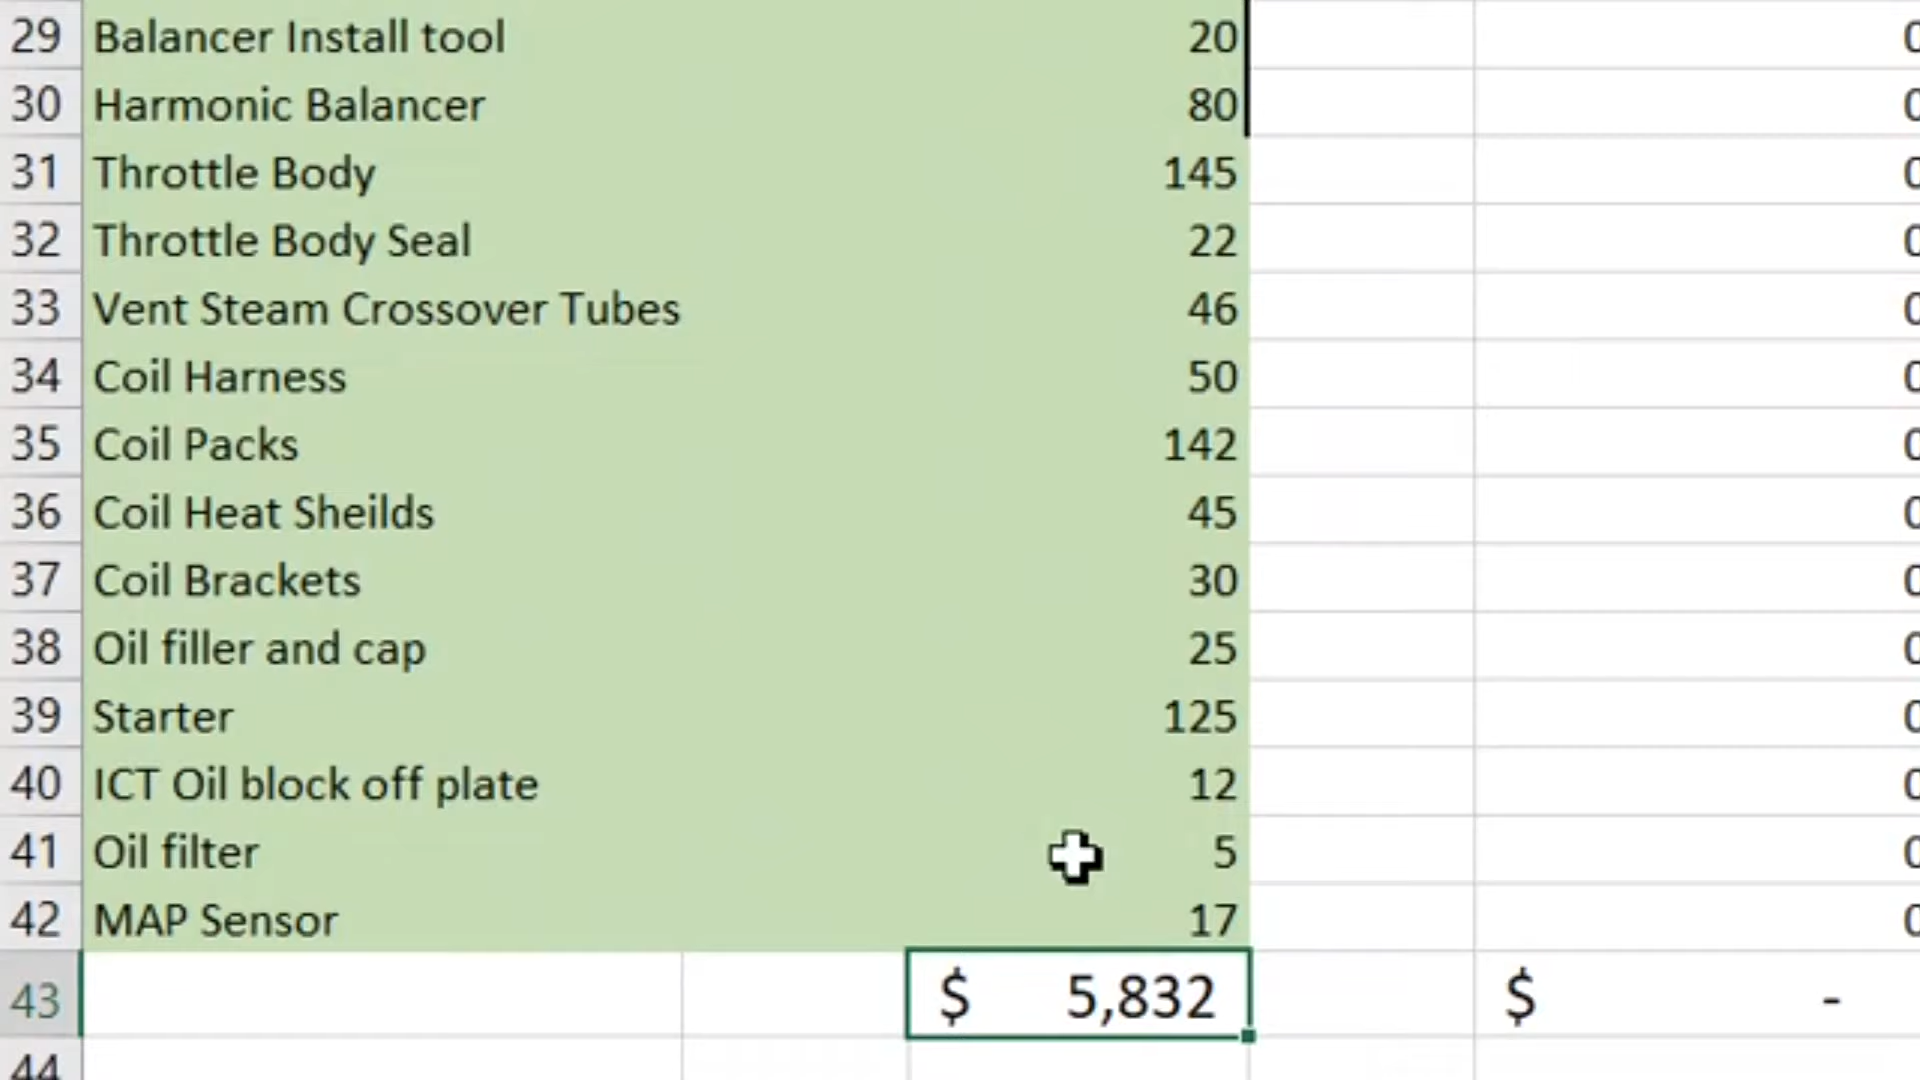 29 Balancer Install tool 20 0
30 Harmonic Balancer 80 0
31 Throttle Body 145 0
32 Throttle Body Seal 22 0
33 Vent Steam Crossover Tubes 46 0
34 Coil Harness 50 0
35 Coil Packs 142 0
36 Coil Heat Sheilds 45 0
37 Coil Brackets 30 0
38 Oil filler and cap 25 0
39 Starter 125 0
40 ICT Oil block off plate 12 0
41 Oil filter 5 0
42 MAP Sensor 17 0
43 $ 5,832 $ -
44